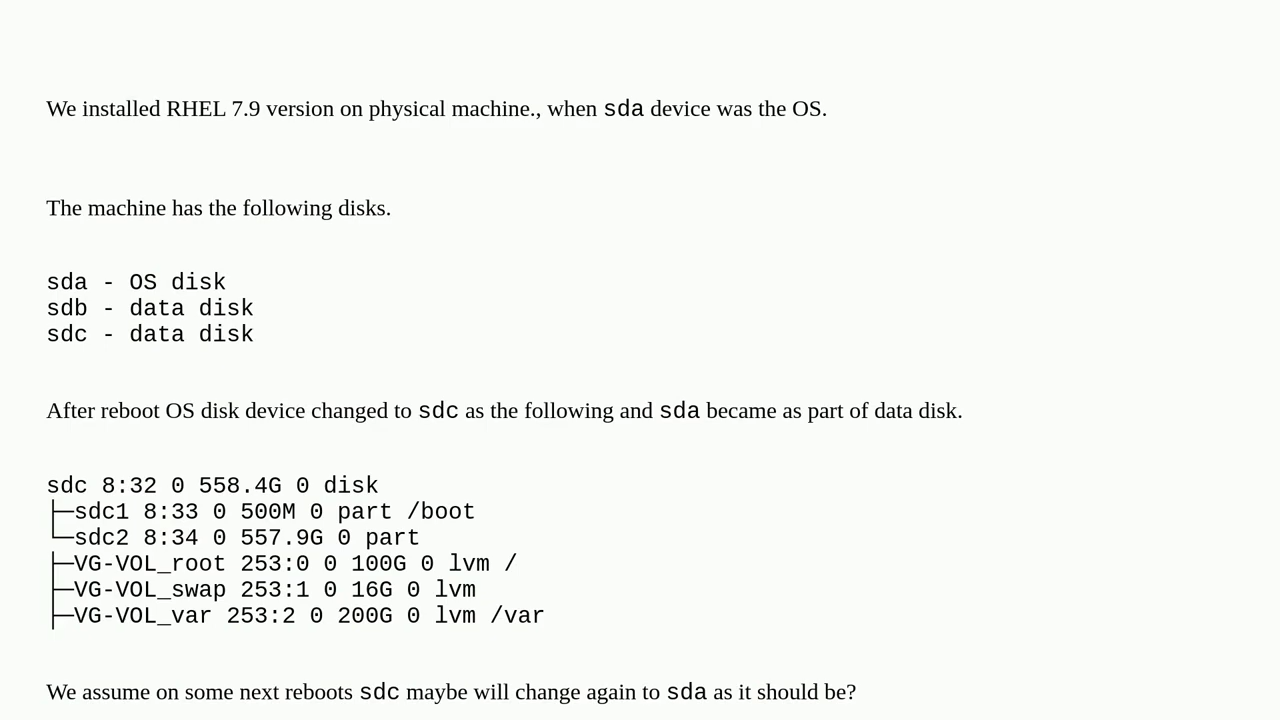 We installed RHEL 7.9 version on physical machine., when sda device was the OS.
The machine has the following disks.
sda - OS disk
sdb - data disk
sdc - data disk
After reboot OS disk device changed to sdc as the following and sda became as part of data disk.
sdc 8:32 0 558.4G 0 disk
├─sdc1 8:33 0 500M 0 part /boot
└─sdc2 8:34 0 557.9G 0 part
├─VG-VOL_root 253:0 0 100G 0 lvm /
├─VG-VOL_swap 253:1 0 16G 0 lvm
├─VG-VOL_var 253:2 0 200G 0 lvm /var
We assume on some next reboots sdc maybe will change again to sda as it should be?